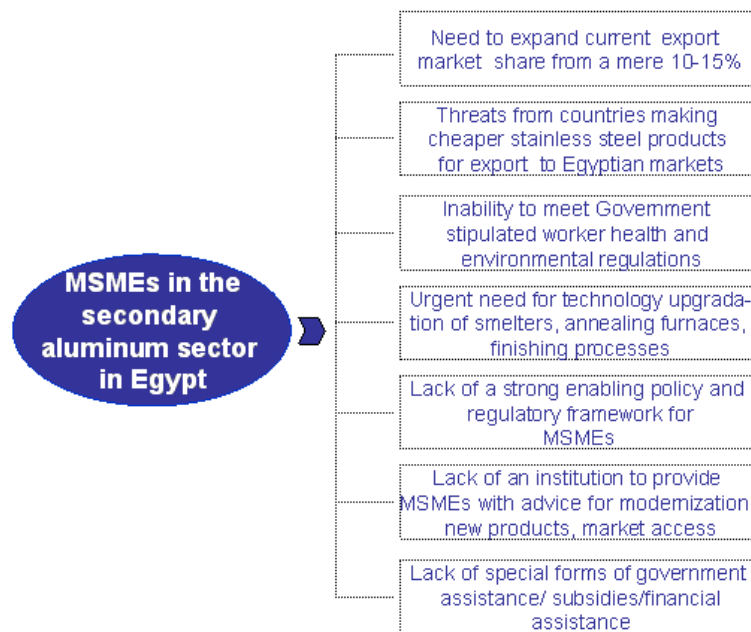 MSMEs in the
secondary
aluminum sector
in Egypt
Need to expand current export
market share from a mere 10-15%
Threats from countries making
cheaper stainless steel products
for export to Egyptian markets
Inability to meet Government
stipulated worker health and
environmental regulations
Urgent need for technology upgrada-
tion of smelters, annealing furnaces,
finishing processes
Lack of a strong enabling policy and
regulatory framework for
MSMEs
Lack of an institution to provide
MSMEs with advice for modernization
new products, market access
Lack of special forms of government
assistance/ subsidies/financial
assistance